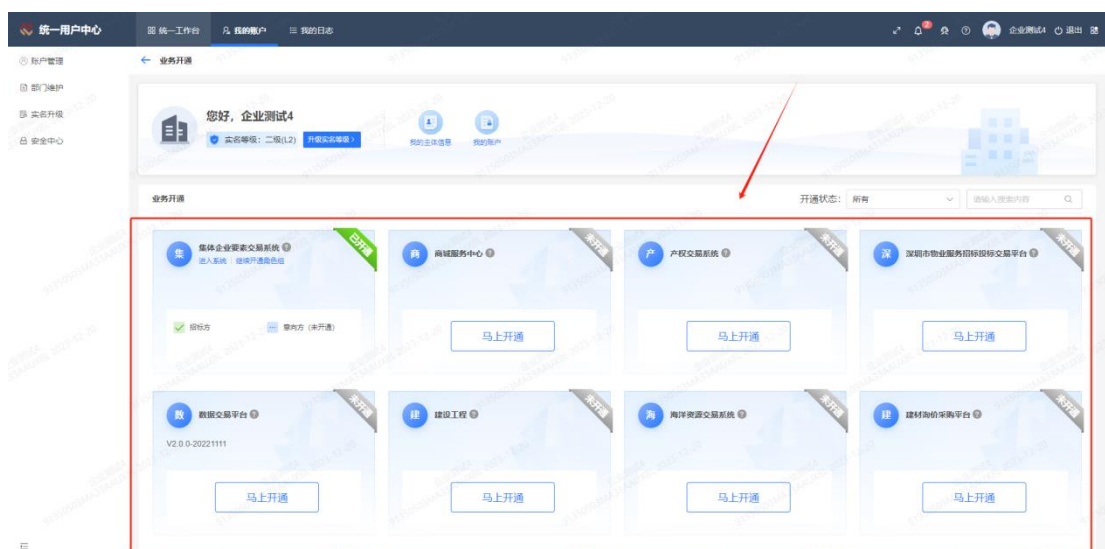 统一用户中心 统一工作台 我的账户 我的日志 2 企业测试4 退出
账户管理
部门维护
实名升级
安全中心
业务开通
您好，企业测试4
实名等级：二级(L2) 升级实名等级 >
我的主体信息 我的账户
业务开通 开通状态： 所有 请输入搜索内容
集 集体企业要素交易系统 已开通
进入系统 | 继续开通角色组
招标方 意向方（未开通）
商 商城服务中心 未开通
马上开通
产 产权交易系统 未开通
马上开通
深 深圳市物业服务招标投标交易平台 未开通
马上开通
数 数据交易平台 未开通
V2.0.0-20221111
马上开通
建 建设工程 未开通
马上开通
海 海洋资源交易系统 未开通
马上开通
建 建材询价采购平台 未开通
马上开通